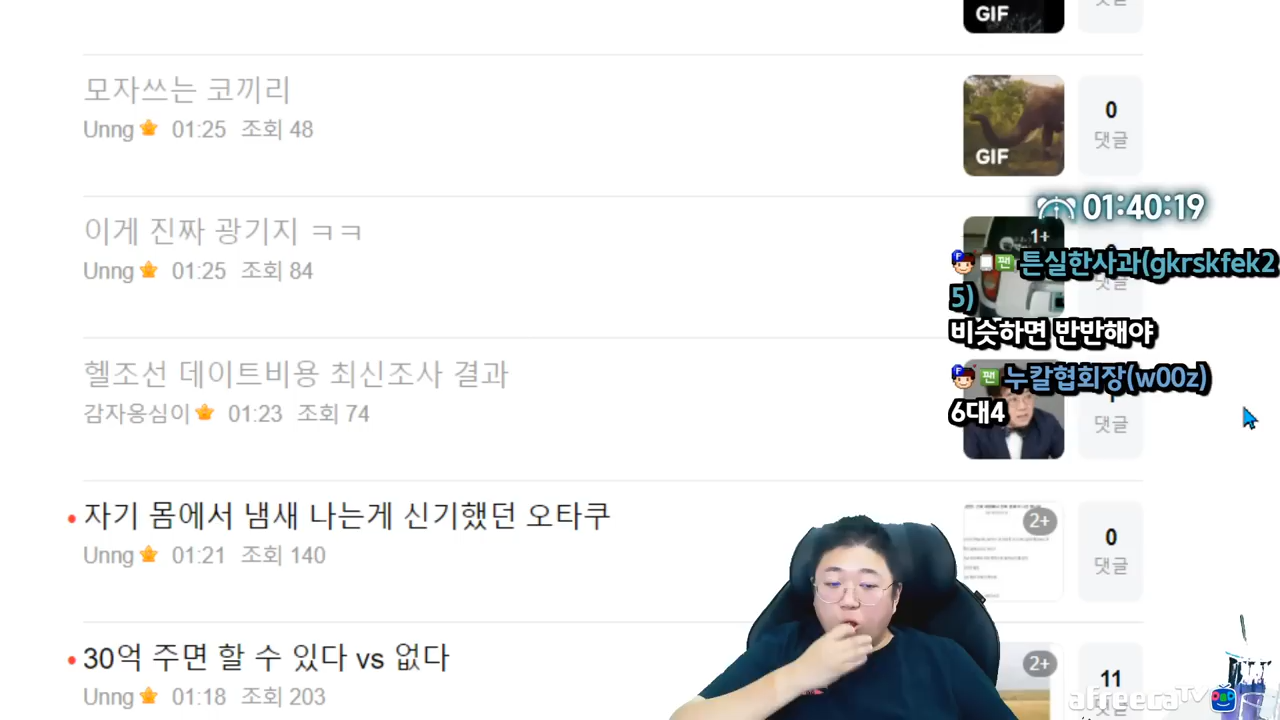 GIF
모자쓰는 코끼리
Unng 01:25 조회 48
GIF
0
댓글
01:40:19
이게 진짜 광기지 ㅋㅋ
Unng 01:25 조회 84
1+
댓글
튼실한사과(gkrskfek2
5)
비슷하면 반반해야
헬조선 데이트비용 최신조사 결과
감자옹심이 01:23 조회 74
누칼협회장(w00z)
6대4
댓글
자기 몸에서 냄새 나는게 신기했던 오타쿠
Unng 01:21 조회 140
2+
0
댓글
30억 주면 할 수 있다 vs 없다
Unng 01:18 조회 203
2+
11
댓글
afreecaTV